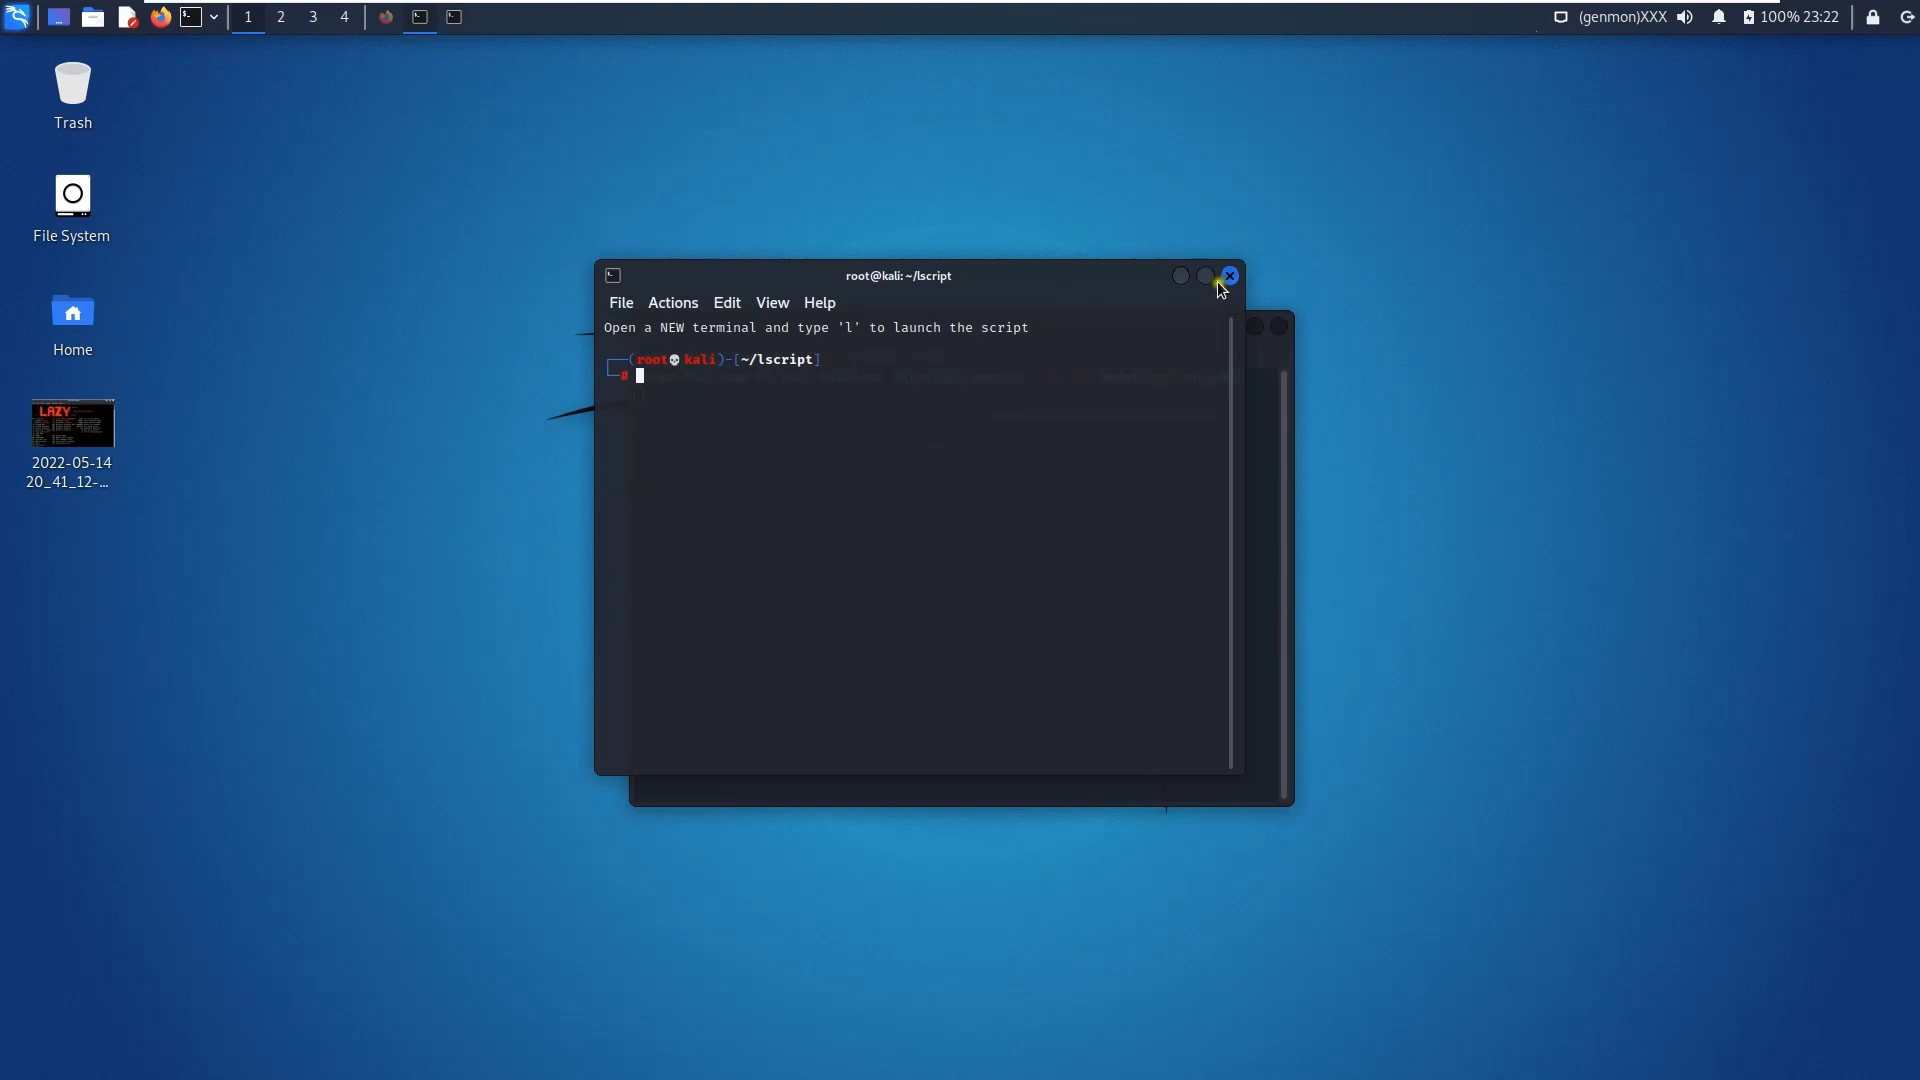 1 2 3 4
(genmon)XXX 100% 23:22
Trash
File System
Home
LAZY
2022-05-14
20_41_12-...
root@kali: ~/lscript
File Actions Edit View Help
Open a NEW terminal and type 'l' to launch the script
┌──(root💀kali)-[~/lscript]
└─#